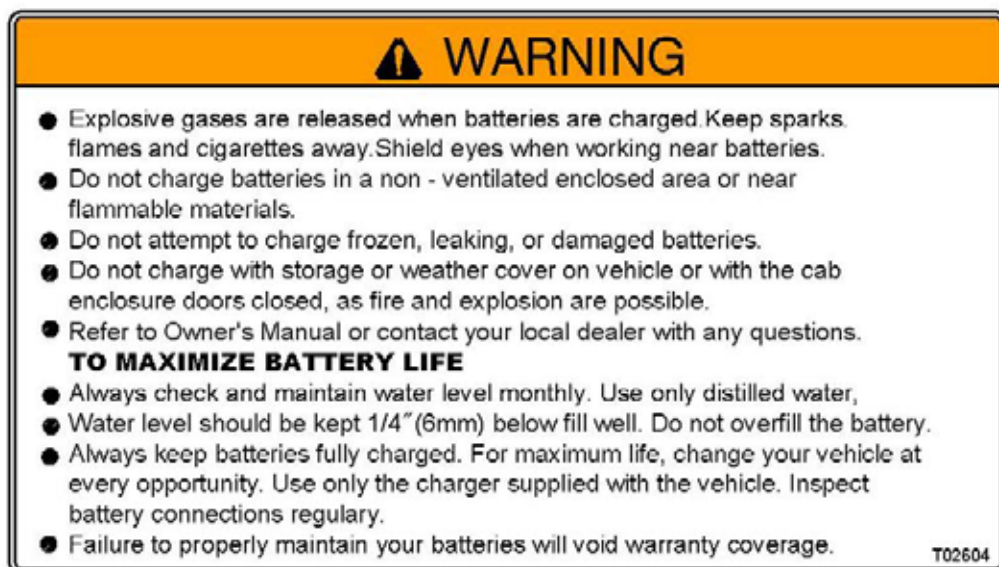 WARNING
● Explosive gases are released when batteries are charged.Keep sparks.
flames and cigarettes away.Shield eyes when working near batteries.
● Do not charge batteries in a non - ventilated enclosed area or near
flammable materials.
● Do not attempt to charge frozen, leaking, or damaged batteries.
● Do not charge with storage or weather cover on vehicle or with the cab
enclosure doors closed, as fire and explosion are possible.
● Refer to Owner's Manual or contact your local dealer with any questions.
TO MAXIMIZE BATTERY LIFE
● Always check and maintain water level monthly. Use only distilled water,
● Water level should be kept 1/4″(6mm) below fill well. Do not overfill the battery.
● Always keep batteries fully charged. For maximum life, change your vehicle at
every opportunity. Use only the charger supplied with the vehicle. Inspect
battery connections regulary.
● Failure to properly maintain your batteries will void warranty coverage.
T02604